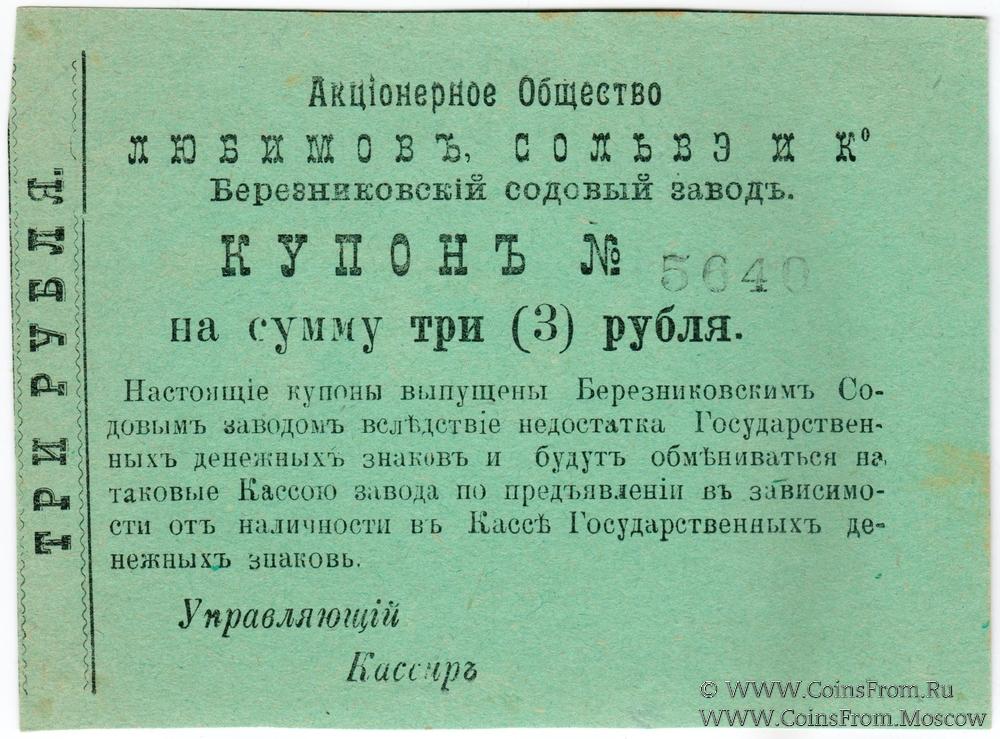 ТРИ РУБЛЯ.
Акціонерное Общество
ЛЮБИМОВЪ, СОЛЬВЭ И Ко
Березниковскій содовый заводъ.
КУПОНЪ № 5640
на сумму три (3) рубля.
Настоящіе купоны выпущены Березниковскимъ Со-
довымъ заводомъ вслѣдствіе недостатка Государствен-
ныхъ денежныхъ знаковъ и будутъ обмѣниваться на
таковые Кассою завода по предъявленіи въ зависимо-
сти отъ наличности въ Кассѣ Государственныхъ де-
нежныхъ знаковь.
Управляющій
Кассиръ
© WWW.CoinsFrom.Ru
WWW.CoinsFrom.Moscow